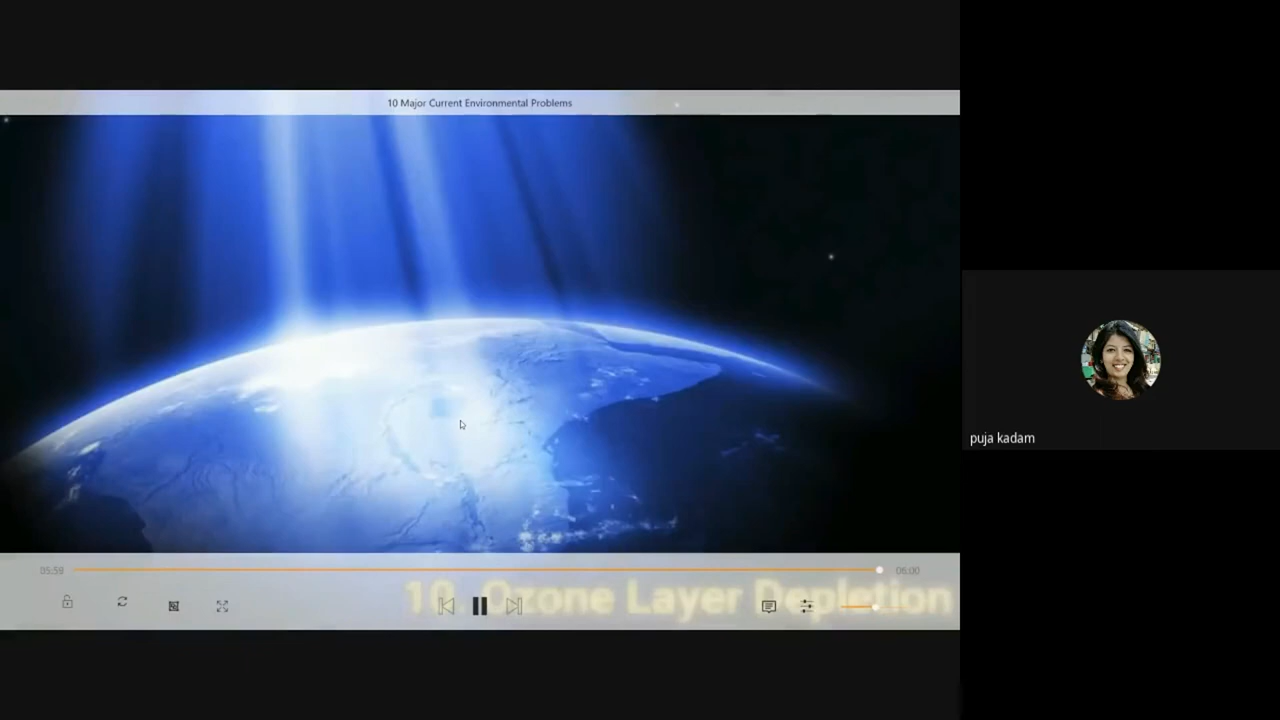 10 Major Current Environmental Problems
puja kadam
05:59
06:00
10. Ozone Layer Depletion